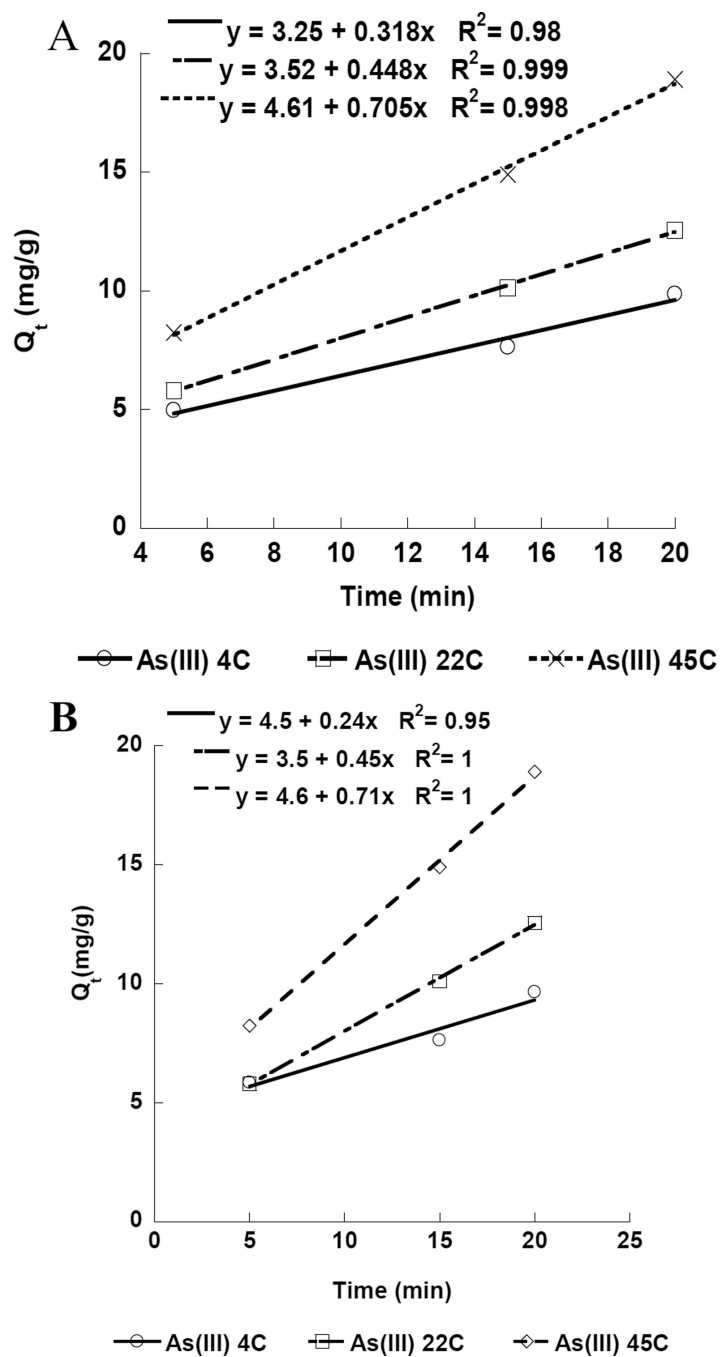 A
y = 3.25 + 0.318x R²= 0.98
y = 3.52 + 0.448x R²= 0.999
y = 4.61 + 0.705x R²= 0.998
20
15
10
5
0
Qt (mg/g)
4 6 8 10 12 14 16 18 20
Time (min)
As(III) 4C As(III) 22C As(III) 45C
B
y = 4.5 + 0.24x R²= 0.95
y = 3.5 + 0.45x R²= 1
y = 4.6 + 0.71x R²= 1
20
15
10
5
0
Qt(mg/g)
0 5 10 15 20 25
Time (min)
As(III) 4C As(III) 22C As(III) 45C